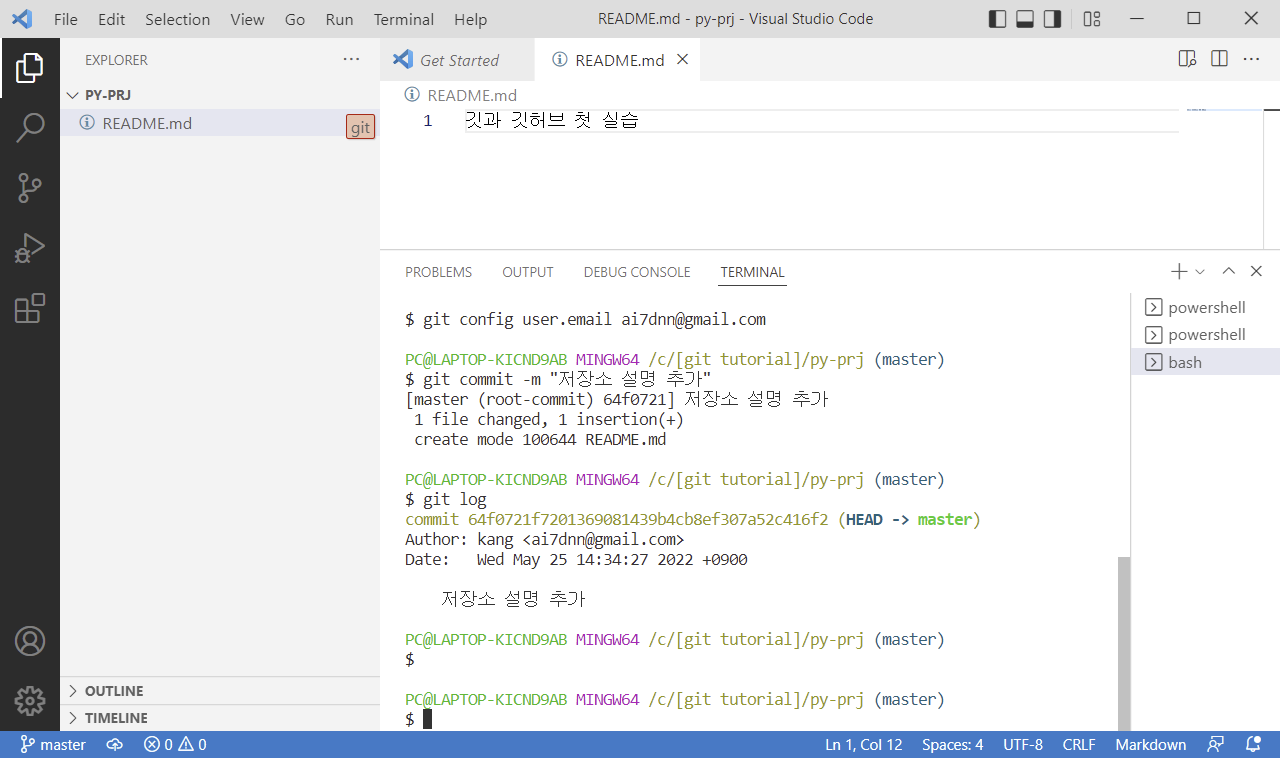 File Edit Selection View Go Run Terminal Help README.md - py-prj - Visual Studio Code
EXPLORER
PY-PRJ
README.md
git
OUTLINE
TIMELINE
Get Started README.md
README.md
1 깃과 깃허브 첫 실습
PROBLEMS OUTPUT DEBUG CONSOLE TERMINAL
$ git config user.email ai7dnn@gmail.com
PC@LAPTOP-KICND9AB MINGW64 /c/[git tutorial]/py-prj (master)
$ git commit -m "저장소 설명 추가"
[master (root-commit) 64f0721] 저장소 설명 추가
1 file changed, 1 insertion(+)
create mode 100644 README.md
PC@LAPTOP-KICND9AB MINGW64 /c/[git tutorial]/py-prj (master)
$ git log
commit 64f0721f7201369081439b4cb8ef307a52c416f2 (HEAD -> master)
Author: kang <ai7dnn@gmail.com>
Date: Wed May 25 14:34:27 2022 +0900
저장소 설명 추가
PC@LAPTOP-KICND9AB MINGW64 /c/[git tutorial]/py-prj (master)
$
PC@LAPTOP-KICND9AB MINGW64 /c/[git tutorial]/py-prj (master)
$
powershell
powershell
bash
master 0 0 Ln 1, Col 12 Spaces: 4 UTF-8 CRLF Markdown